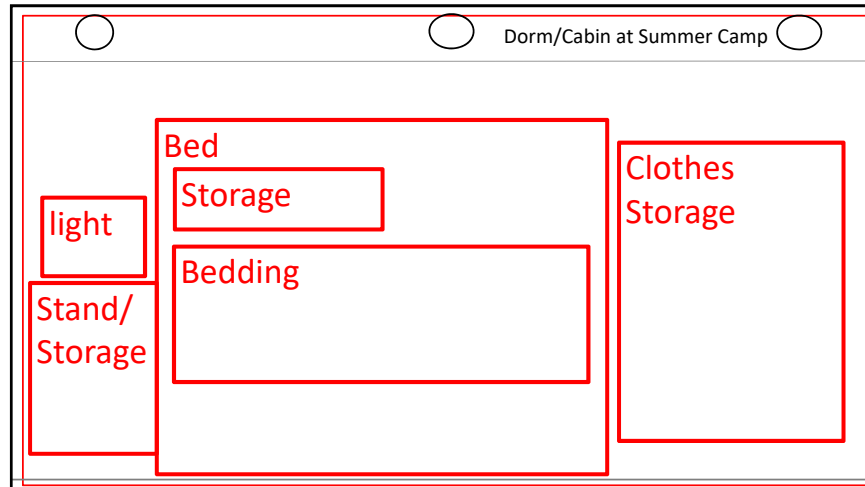 Dorm/Cabin at Summer Camp
Bed
Storage
Bedding
light
Stand/
Storage
Clothes
Storage